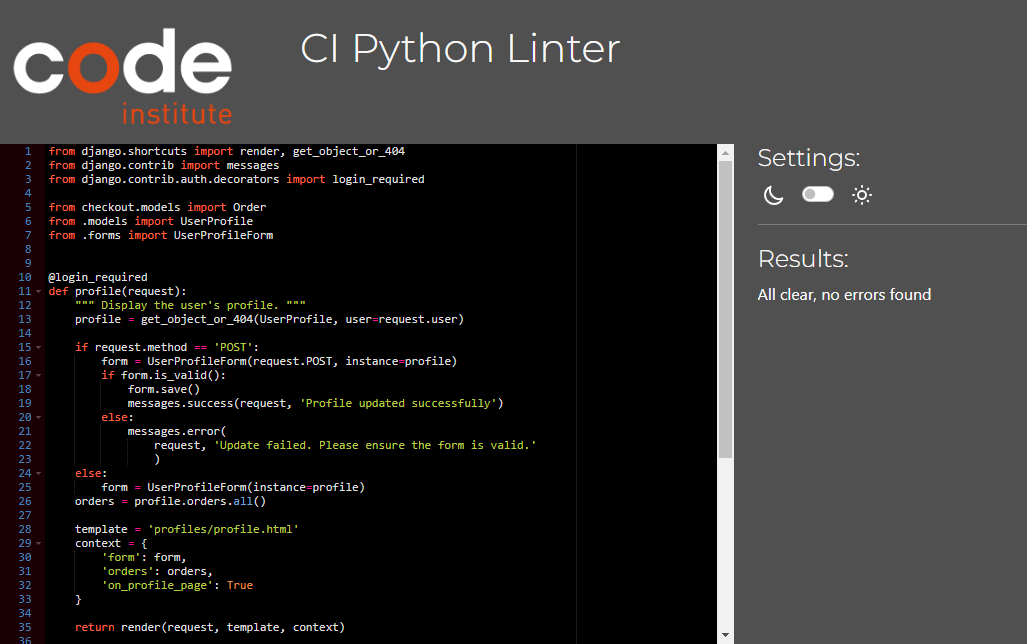 code
institute
CI Python Linter
1 from django.shortcuts import render, get_object_or_404
2 from django.contrib import messages
3 from django.contrib.auth.decorators import login_required
4
5 from checkout.models import Order
6 from .models import UserProfile
7 from .forms import UserProfileForm
8
9
10 @login_required
11 def profile(request):
12     """ Display the user's profile. """
13     profile = get_object_or_404(UserProfile, user=request.user)
14
15     if request.method == 'POST':
16         form = UserProfileForm(request.POST, instance=profile)
17         if form.is_valid():
18             form.save()
19             messages.success(request, 'Profile updated successfully')
20         else:
21             messages.error(
22                 request, 'Update failed. Please ensure the form is valid.'
23                 )
24     else:
25         form = UserProfileForm(instance=profile)
26     orders = profile.orders.all()
27
28     template = 'profiles/profile.html'
29     context = {
30         'form': form,
31         'orders': orders,
32         'on_profile_page': True
33     }
34
35     return render(request, template, context)
36
Settings:
Results:
All clear, no errors found